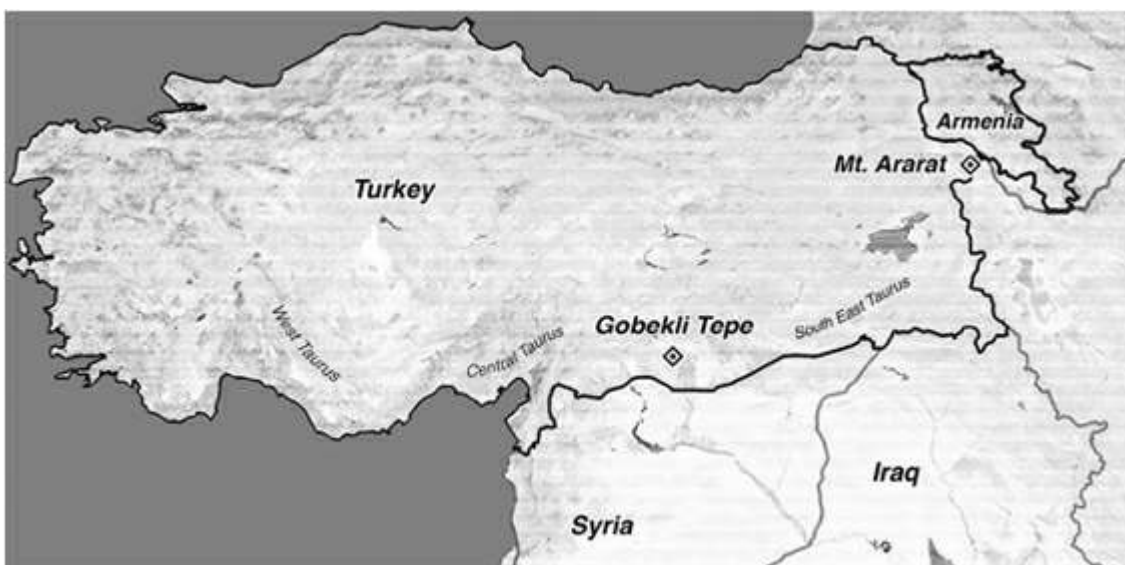 Armenia
Mt. Ararat
Turkey
West Taurus
Central Taurus
Gobekli Tepe
South East Taurus
Iraq
Syria